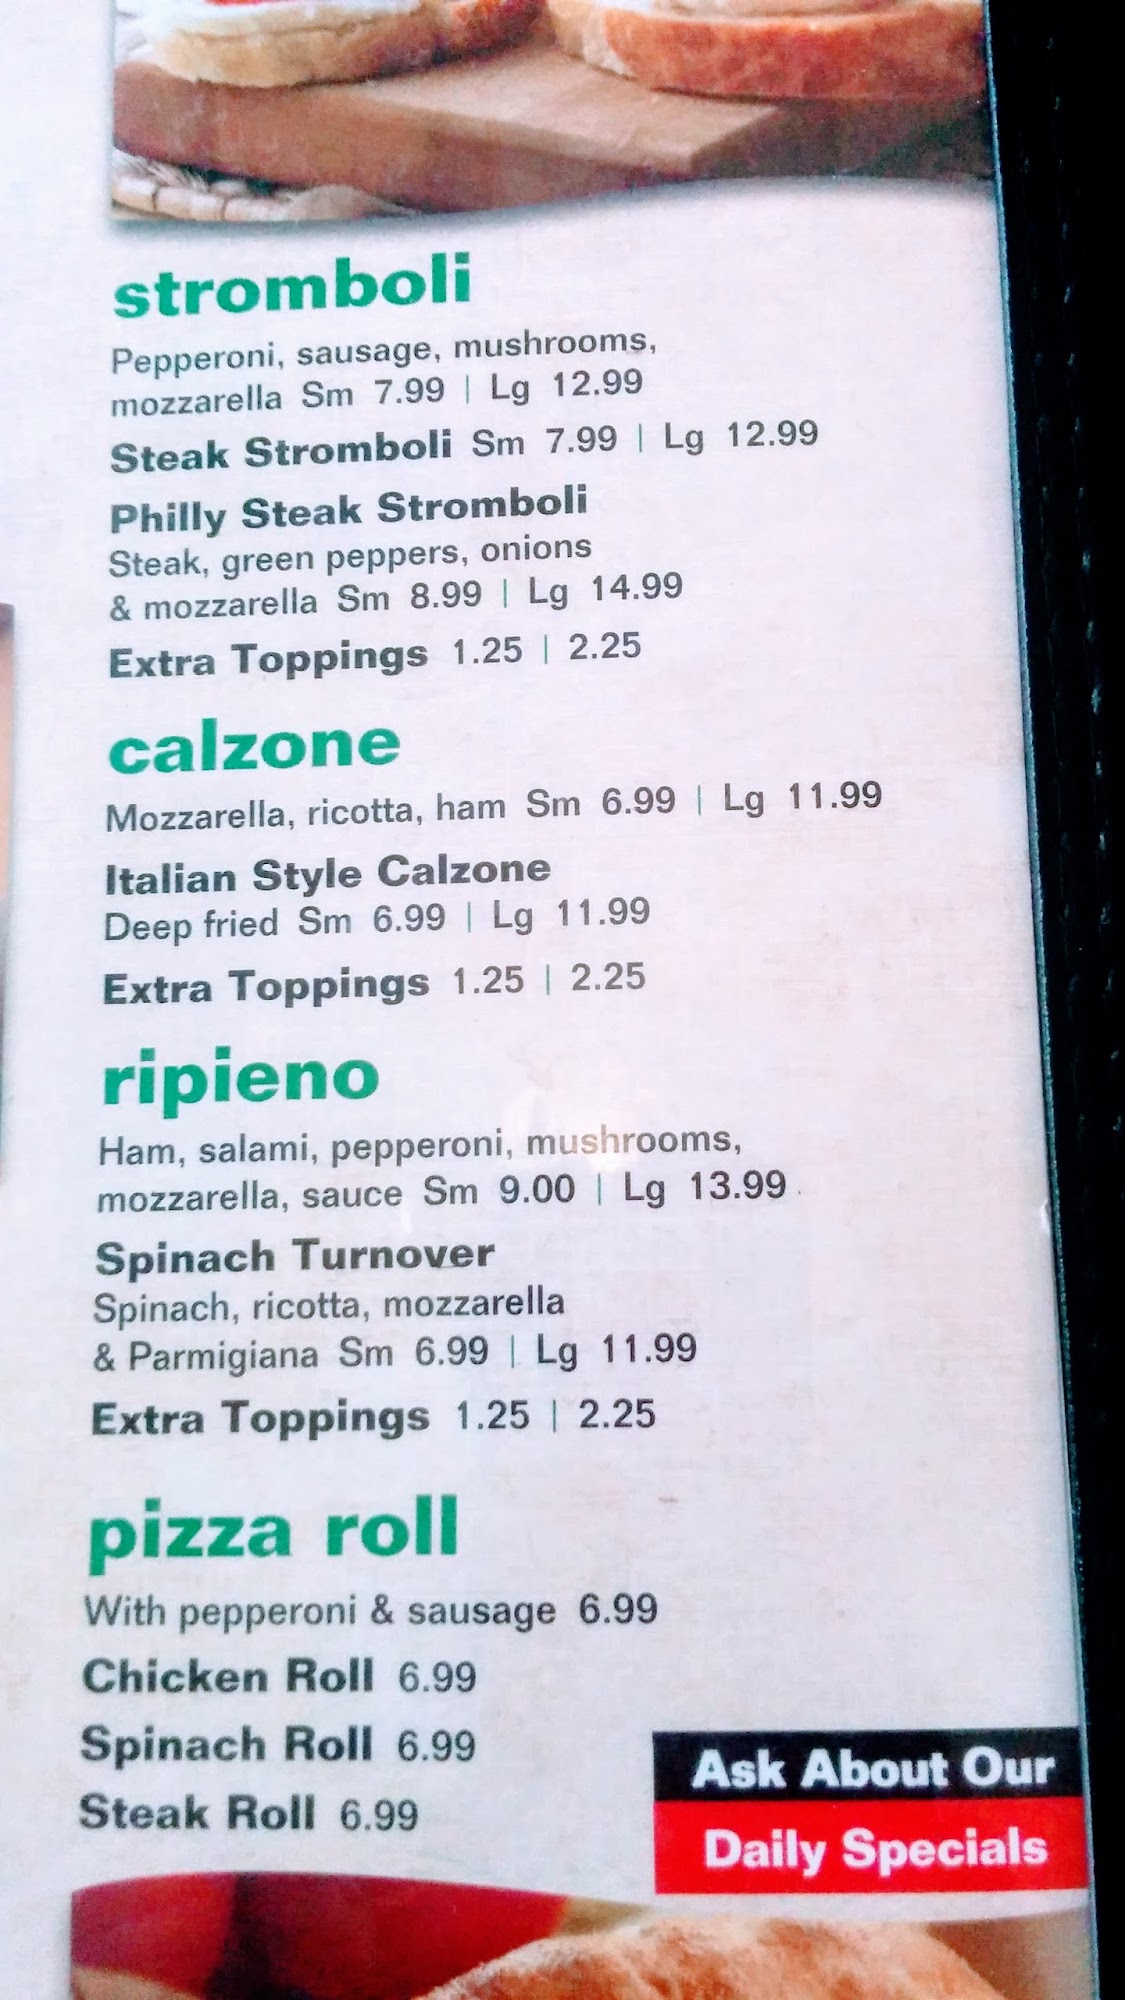 stromboli
Pepperoni, sausage, mushrooms,
mozzarella Sm 7.99 | Lg 12.99
Steak Stromboli Sm 7.99 | Lg 12.99
Philly Steak Stromboli
Steak, green peppers, onions
& mozzarella Sm 8.99 | Lg 14.99
Extra Toppings 1.25 | 2.25
calzone
Mozzarella, ricotta, ham Sm 6.99 | Lg 11.99
Italian Style Calzone
Deep fried Sm 6.99 | Lg 11.99
Extra Toppings 1.25 | 2.25
ripieno
Ham, salami, pepperoni, mushrooms,
mozzarella, sauce Sm 9.00 | Lg 13.99
Spinach Turnover
Spinach, ricotta, mozzarella
& Parmigiana Sm 6.99 | Lg 11.99
Extra Toppings 1.25 | 2.25
pizza roll
With pepperoni & sausage 6.99
Chicken Roll 6.99
Spinach Roll 6.99
Steak Roll 6.99
Ask About Our
Daily Specials